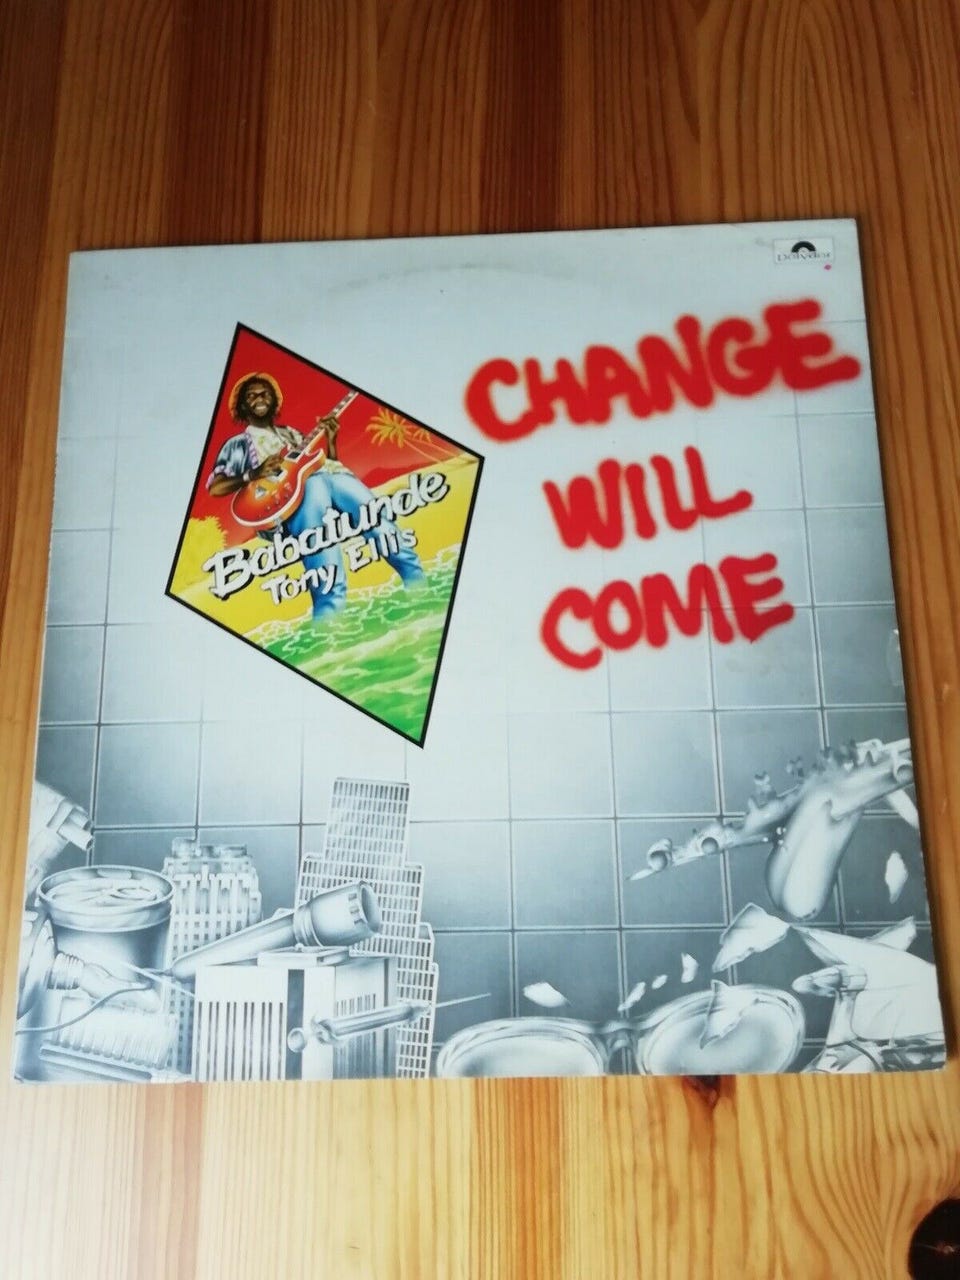 Polydor
CHANGE
WILL
COME
Babatunde
Tony Ellis